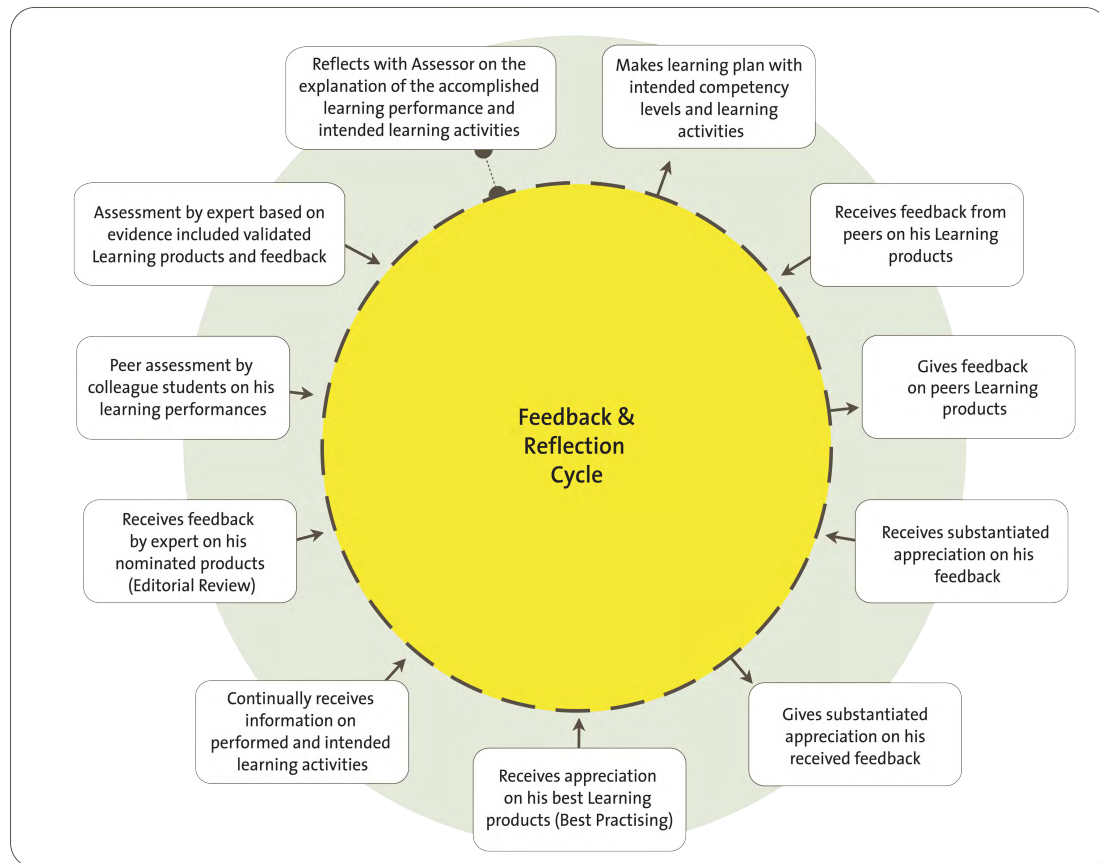 Reflects with Assessor on the
explanation of the accomplished
learning performance and
intended learning activities
Makes learning plan with
intended competency
levels and learning
activities
Receives feedback from
peers on his Learning
products
Gives feedback
on peers Learning
products
Receives substantiated
appreciation on his
feedback
Gives substantiated
appreciation on his
received feedback
Receives appreciation
on his best Learning
products (Best Practising)
Continually receives
information on
performed and intended
learning activities
Receives feedback
by expert on his
nominated products
(Editorial Review)
Peer assessment by
colleague students on his
learning performances
Assessment by expert based on
evidence included validated
Learning products and feedback
Feedback &
Reflection
Cycle